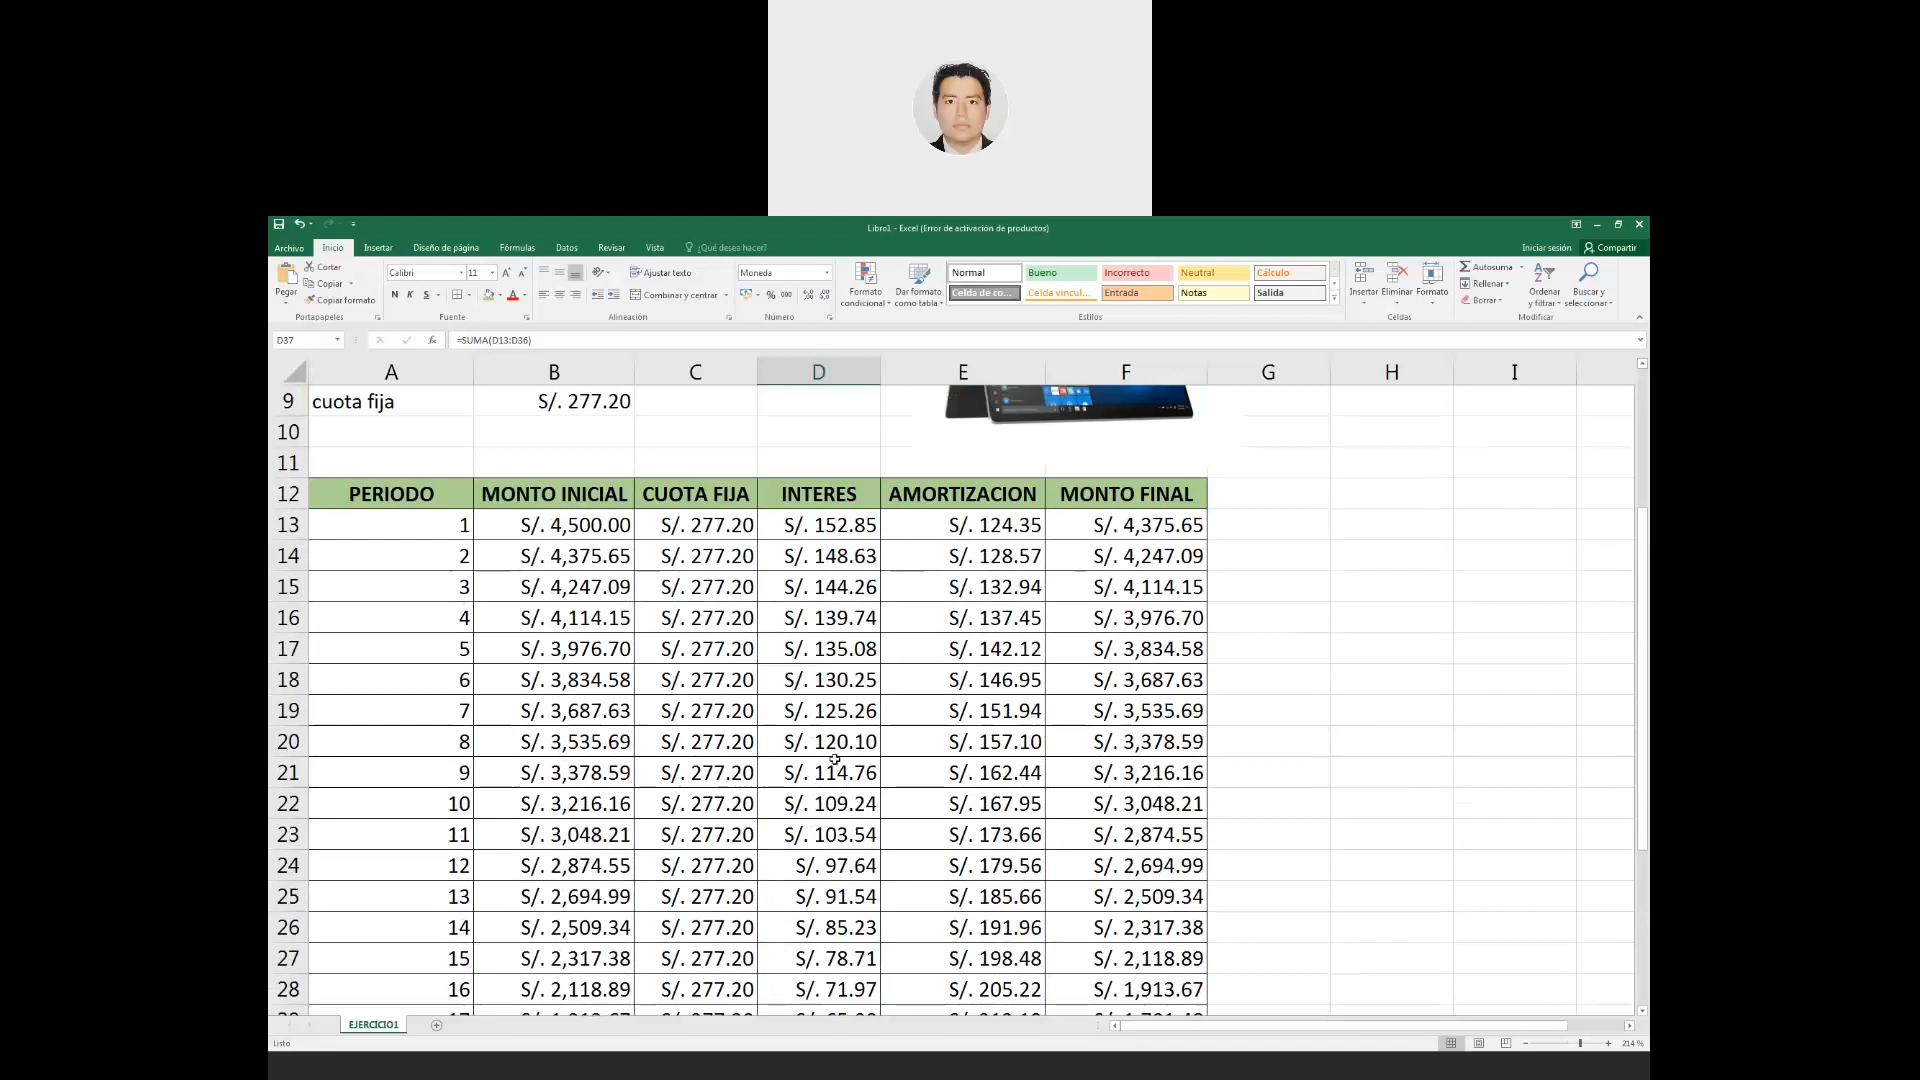 Libro1 - Excel (Error de activación de productos)
Archivo Inicio Insertar Diseño de página Fórmulas Datos Revisar Vista ¿Qué desea hacer? Iniciar sesión Compartir
Pegar Cortar Copiar Copiar formato
Calibri 11
N K S
Ajustar texto
Combinar y centrar
Moneda
% 000
Formato condicional Dar formato como tabla
Normal Bueno Incorrecto Neutral Cálculo
Celda de co... Celda vincul... Entrada Notas Salida
Insertar Eliminar Formato
Autosuma Rellenar Borrar
Ordenar y filtrar Buscar y seleccionar
Portapapeles Fuente Alineación Número Estilos Celdas Modificar
D37 fx =SUMA(D13:D36)
A B C D E F G H I
9 cuota fija S/. 277.20
10
11
12 PERIODO MONTO INICIAL CUOTA FIJA INTERES AMORTIZACION MONTO FINAL
13 1 S/. 4,500.00 S/. 277.20 S/. 152.85 S/. 124.35 S/. 4,375.65
14 2 S/. 4,375.65 S/. 277.20 S/. 148.63 S/. 128.57 S/. 4,247.09
15 3 S/. 4,247.09 S/. 277.20 S/. 144.26 S/. 132.94 S/. 4,114.15
16 4 S/. 4,114.15 S/. 277.20 S/. 139.74 S/. 137.45 S/. 3,976.70
17 5 S/. 3,976.70 S/. 277.20 S/. 135.08 S/. 142.12 S/. 3,834.58
18 6 S/. 3,834.58 S/. 277.20 S/. 130.25 S/. 146.95 S/. 3,687.63
19 7 S/. 3,687.63 S/. 277.20 S/. 125.26 S/. 151.94 S/. 3,535.69
20 8 S/. 3,535.69 S/. 277.20 S/. 120.10 S/. 157.10 S/. 3,378.59
21 9 S/. 3,378.59 S/. 277.20 S/. 114.76 S/. 162.44 S/. 3,216.16
22 10 S/. 3,216.16 S/. 277.20 S/. 109.24 S/. 167.95 S/. 3,048.21
23 11 S/. 3,048.21 S/. 277.20 S/. 103.54 S/. 173.66 S/. 2,874.55
24 12 S/. 2,874.55 S/. 277.20 S/. 97.64 S/. 179.56 S/. 2,694.99
25 13 S/. 2,694.99 S/. 277.20 S/. 91.54 S/. 185.66 S/. 2,509.34
26 14 S/. 2,509.34 S/. 277.20 S/. 85.23 S/. 191.96 S/. 2,317.38
27 15 S/. 2,317.38 S/. 277.20 S/. 78.71 S/. 198.48 S/. 2,118.89
28 16 S/. 2,118.89 S/. 277.20 S/. 71.97 S/. 205.22 S/. 1,913.67
EJERCICIO1
Listo 214 %